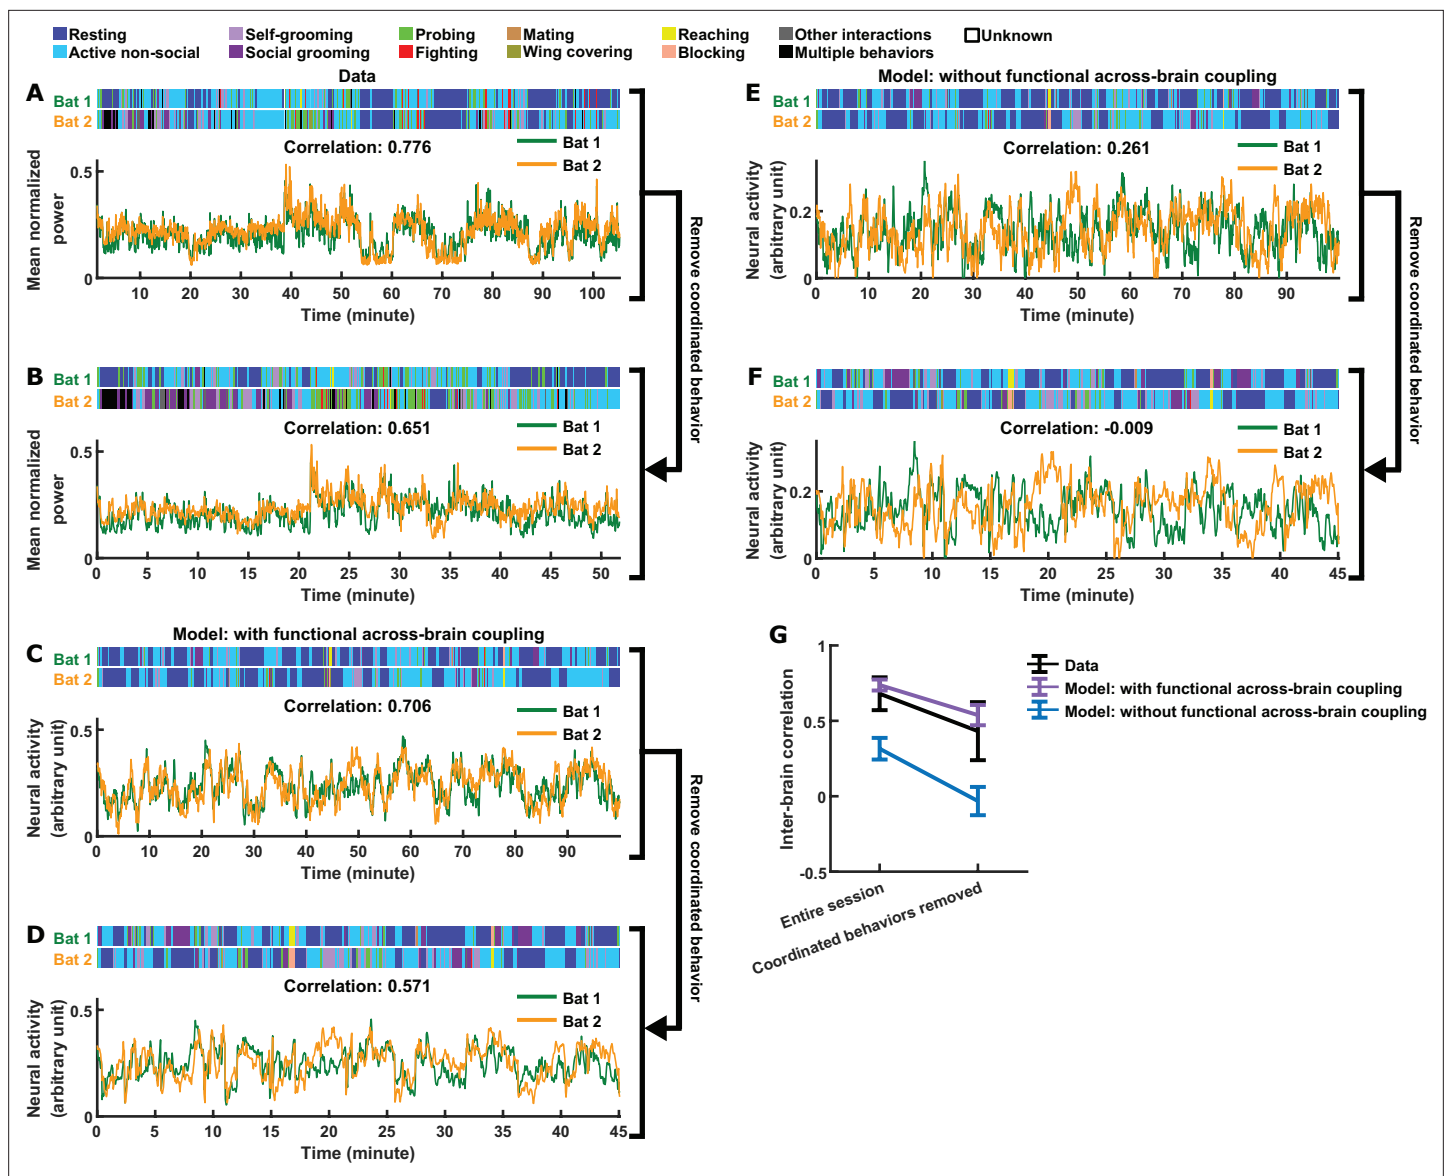 Resting Self-grooming Probing Mating Reaching Other interactions Unknown
Active non-social Social grooming Fighting Wing covering Blocking Multiple behaviors
Data
A
Bat 1
Bat 2
Correlation: 0.776
Bat 1
Bat 2
Mean normalized
power
0.5
0
10 20 30 40 50 60 70 80 90 100
Time (minute)
Remove coordinated behavior
B
Bat 1
Bat 2
Correlation: 0.651
Bat 1
Bat 2
Mean normalized
power
0.5
0
0 5 10 15 20 25 30 35 40 45 50
Time (minute)
Model: with functional across-brain coupling
C
Bat 1
Bat 2
Correlation: 0.706
Bat 1
Bat 2
Neural activity
(arbitrary unit)
0.5
0
0 10 20 30 40 50 60 70 80 90
Time (minute)
Remove coordinated behavior
D
Bat 1
Bat 2
Correlation: 0.571
Bat 1
Bat 2
Neural activity
(arbitrary unit)
0.5
0
0 5 10 15 20 25 30 35 40 45
Time (minute)
Model: without functional across-brain coupling
E
Bat 1
Bat 2
Correlation: 0.261
Bat 1
Bat 2
Neural activity
(arbitrary unit)
0.2
0
0 10 20 30 40 50 60 70 80 90
Time (minute)
Remove coordinated behavior
F
Bat 1
Bat 2
Correlation: -0.009
Bat 1
Bat 2
Neural activity
(arbitrary unit)
0.2
0
0 5 10 15 20 25 30 35 40 45
Time (minute)
G
Inter-brain correlation
1
0.5
0
-0.5
Entire session
Coordinated behaviors removed
Data
Model: with functional across-brain coupling
Model: without functional across-brain coupling